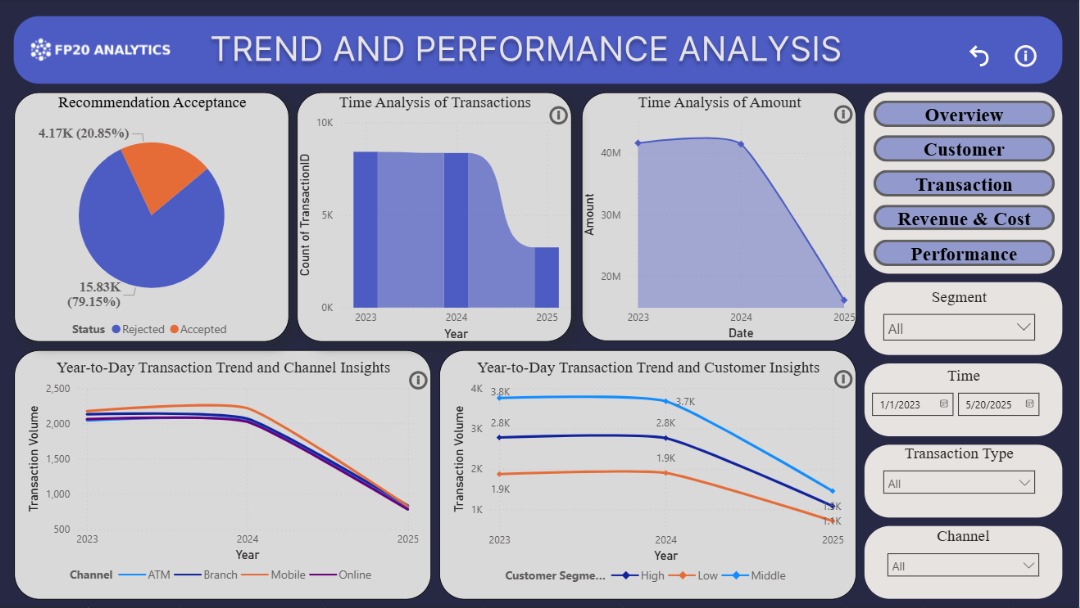 FP20 ANALYTICS
TREND AND PERFORMANCE ANALYSIS
Recommendation Acceptance
4.17K (20.85%)
15.83K
(79.15%)
Status Rejected Accepted
Time Analysis of Transactions
Count of TransactionID
10K
5K
0K
2023 2024 2025
Year
Time Analysis of Amount
Amount
40M
30M
20M
2023 2024 2025
Date
Overview
Customer
Transaction
Revenue & Cost
Performance
Segment
All
Time
1/1/2023 5/20/2025
Transaction Type
All
Channel
All
Year-to-Day Transaction Trend and Channel Insights
Transaction Volume
2,500
2,000
1,500
1,000
500
2023 2024 2025
Year
Channel ATM Branch Mobile Online
Year-to-Day Transaction Trend and Customer Insights
Transaction Volume
4K
3K
2K
1K
3.8K
3.7K
2.8K
2.8K
1.9K
1.9K
1.1K
2023 2024 2025
Year
Customer Segme... High Low Middle